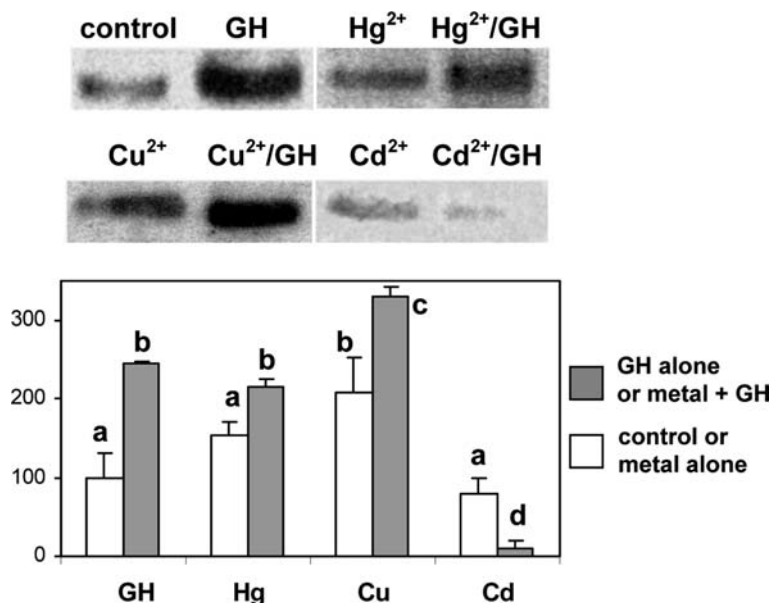 control GH Hg²⁺ Hg²⁺/GH
Cu²⁺ Cu²⁺/GH Cd²⁺ Cd²⁺/GH
300
200
100
0
a b a b b c a d
GH Hg Cu Cd
GH alone
or metal + GH
control or
metal alone